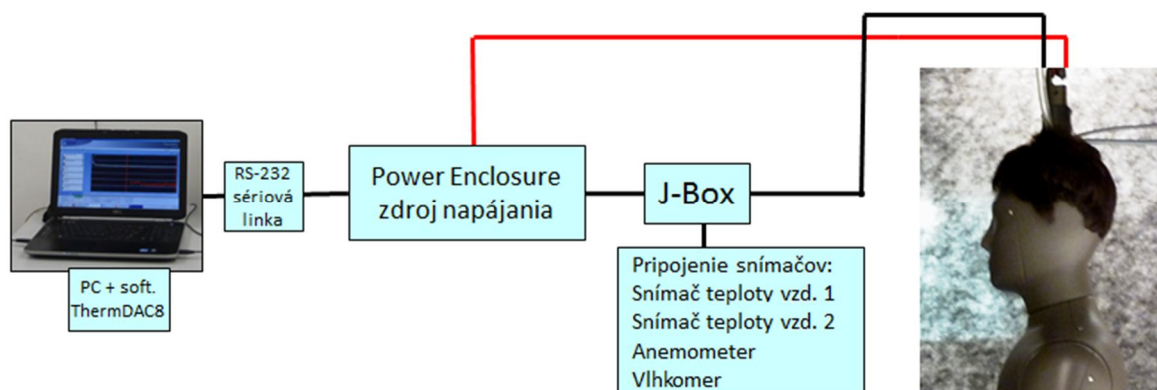 RS-232
sériová
linka
Power Enclosure
zdroj napájania
J-Box
PC + soft.
ThermDAC8
Pripojenie snímačov:
Snímač teploty vzd. 1
Snímač teploty vzd. 2
Anemometer
Vlhkomer